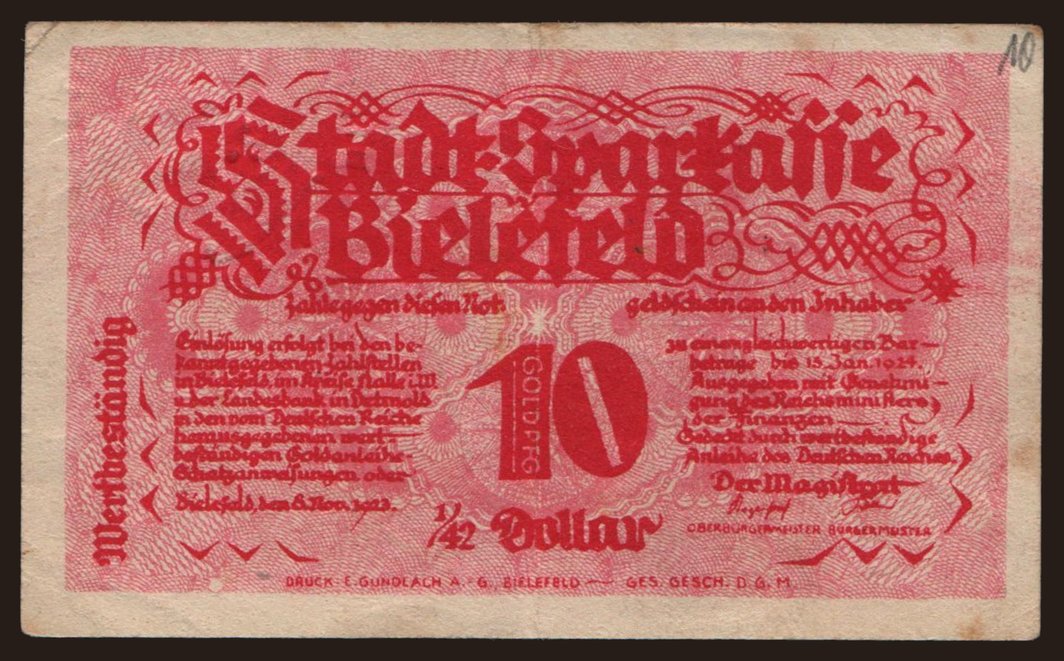 10
Stadt-Sparkasse
Bielefeld
zahle gegen diesen Not-
geldschein an den Inhaber
Einlösung erfolgt bei den be-
kanntgegebenen Zahlstellen
in Bielefeld, im Kreise Halle i.W.
der Landesbank in Detmold
in den vom Deutschen Reiche
herausgegebenen wert-
beständigen Goldanleihe-
Schatzanweisungen oder
Bielefeld, den 6. Nov. 1923.
10
GOLDPFG
1/42 Dollar
zu einem gleichwertigen Bar-
betrage bis 15. Jan. 1924.
Ausgegeben mit Genehmi-
gung des Reichsministers
der Finanzen.
Gedeckt durch wertbeständige
Anleihe des Deutschen Reiches.
Der Magistrat
OBERBÜRGERMEISTER BÜRGERMEISTER
Wertbeständig
DRUCK: E. GUNDLACH A.-G., BIELEFELD — GES. GESCH. D. G. M.